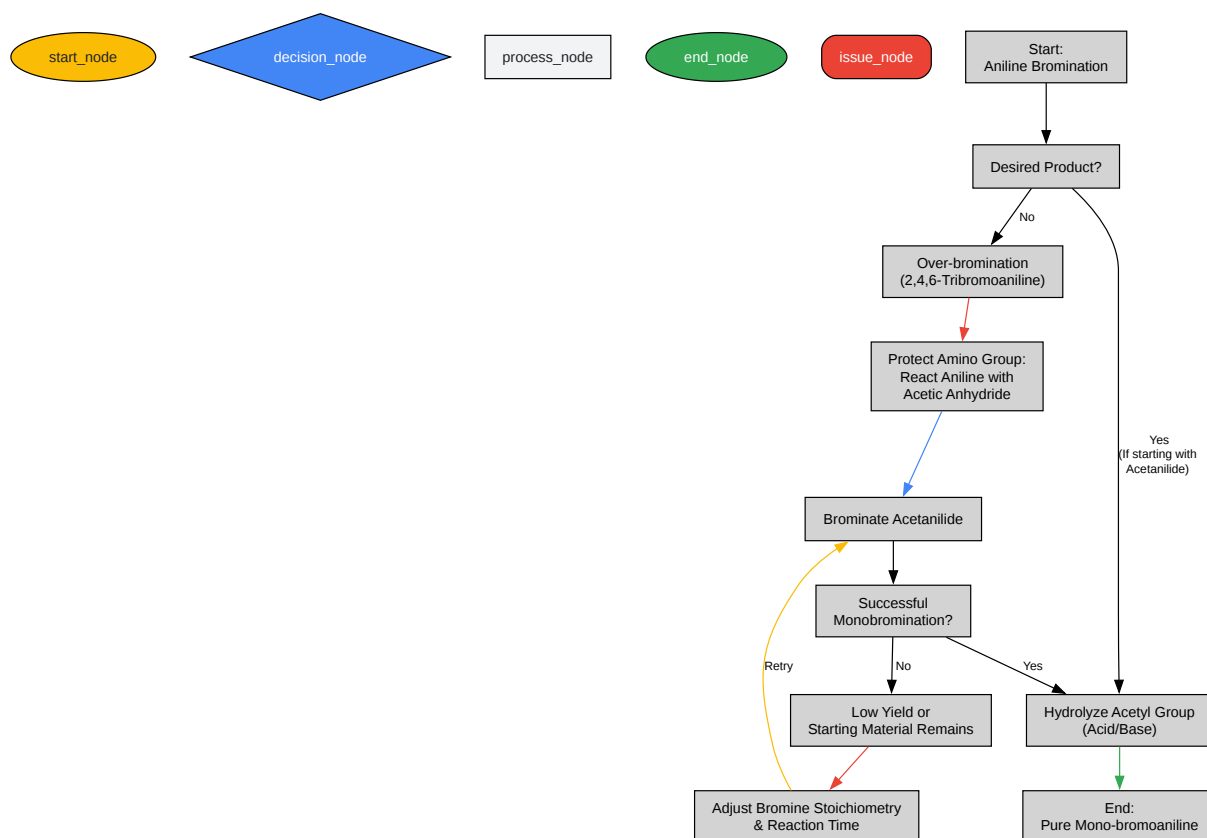 start_node
decision_node
process_node
end_node
issue_node
Start:
Aniline Bromination
Desired Product?
No
Over-bromination
(2,4,6-Tribromoaniline)
Protect Amino Group:
React Aniline with
Acetic Anhydride
Yes
(If starting with
Acetanilide)
Brominate Acetanilide
Successful
Monobromination?
Retry
No
Yes
Low Yield or
Starting Material Remains
Hydrolyze Acetyl Group
(Acid/Base)
Adjust Bromine Stoichiometry
& Reaction Time
End:
Pure Mono-bromoaniline